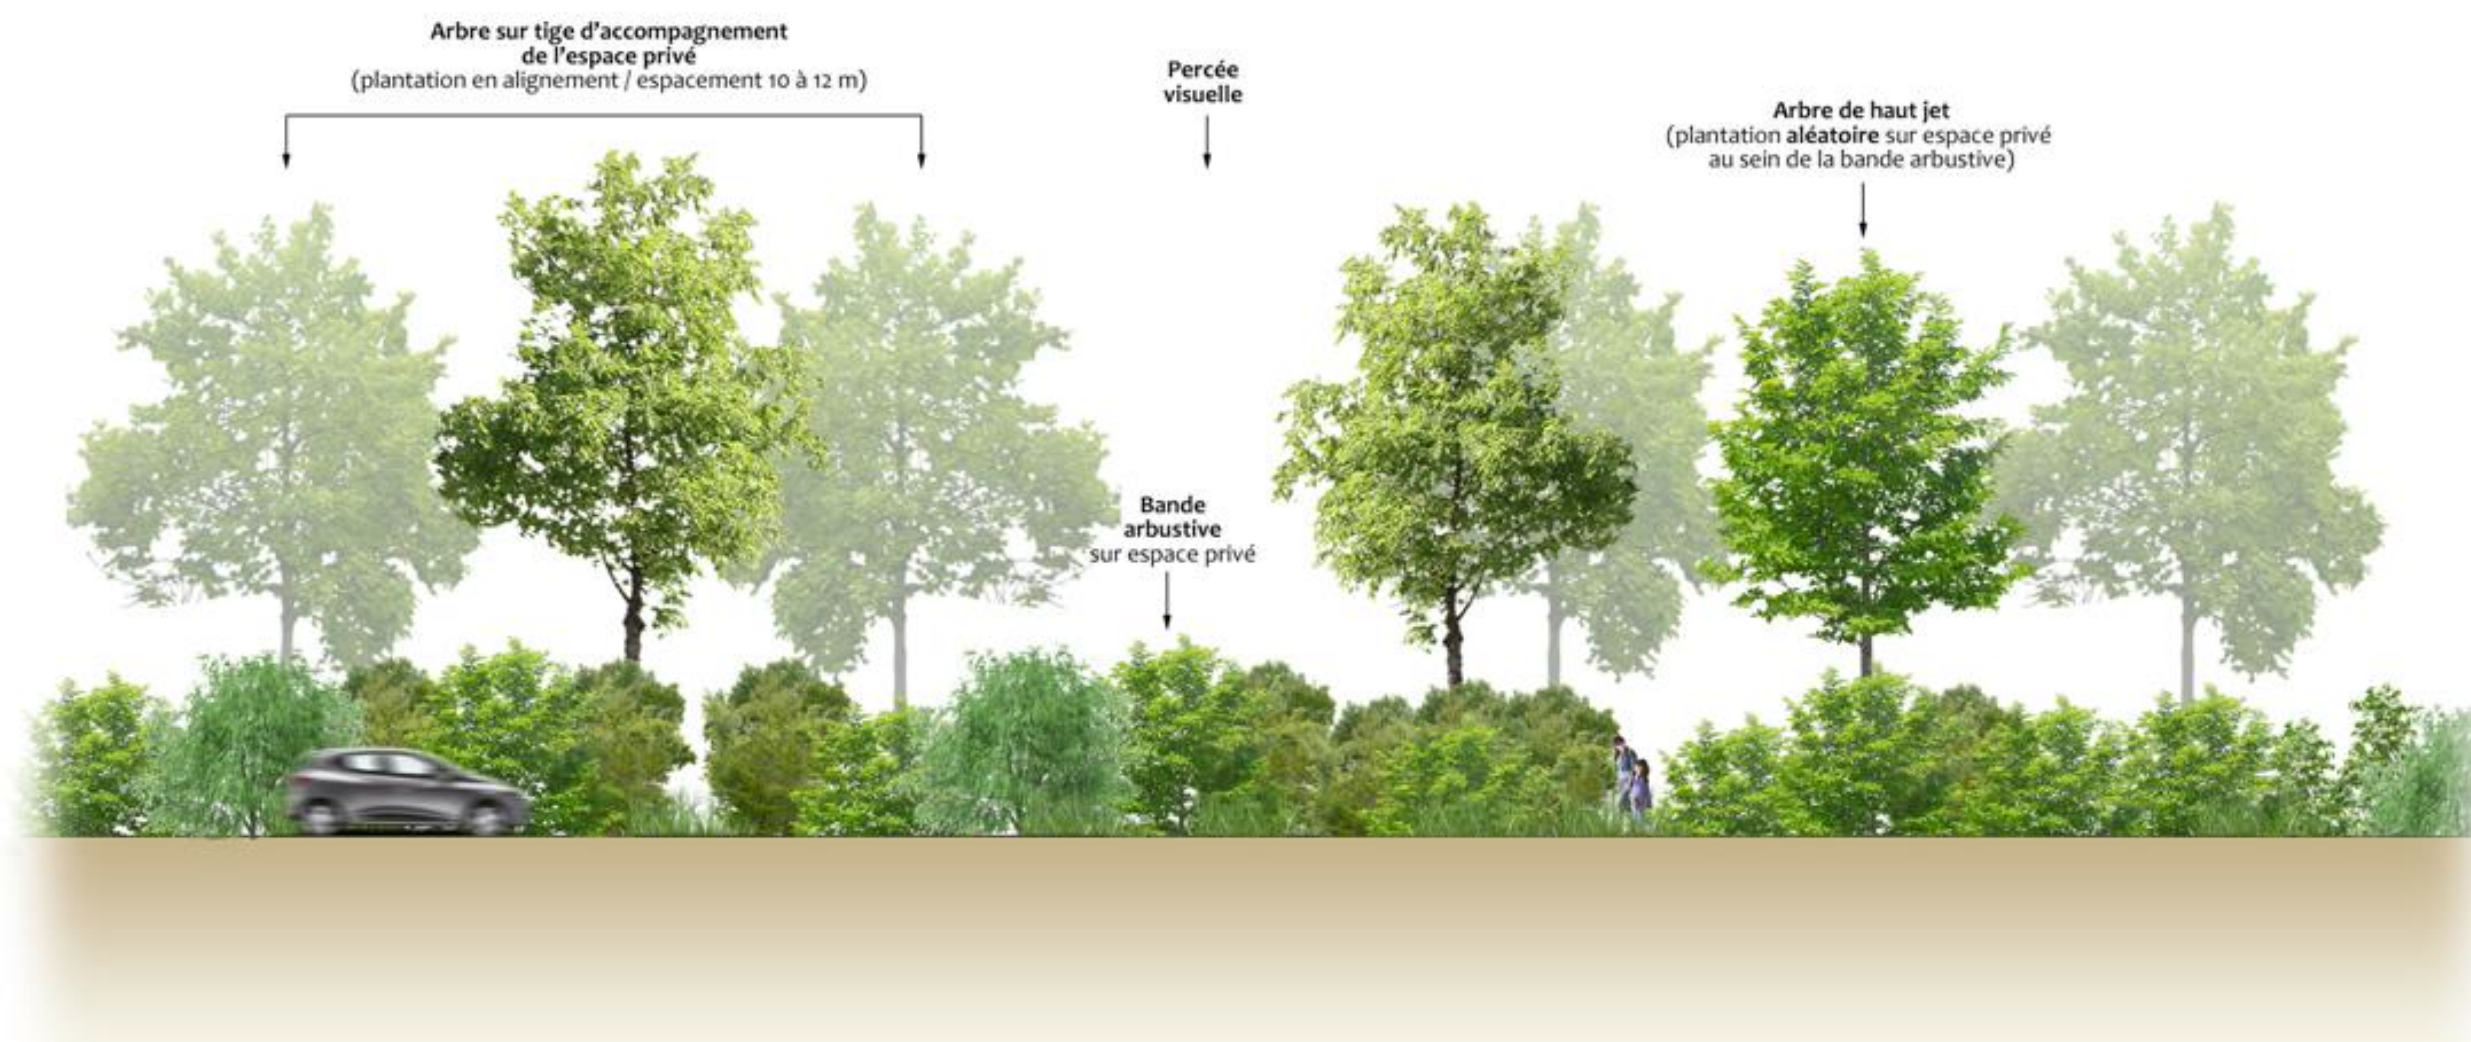 Arbre sur tige d'accompagnement
de l'espace privé
(plantation en alignement / espacement 10 à 12 m)
Percée
visuelle
Arbre de haut jet
(plantation aléatoire sur espace privé
au sein de la bande arbustive)
Bande
arbustive
sur espace privé